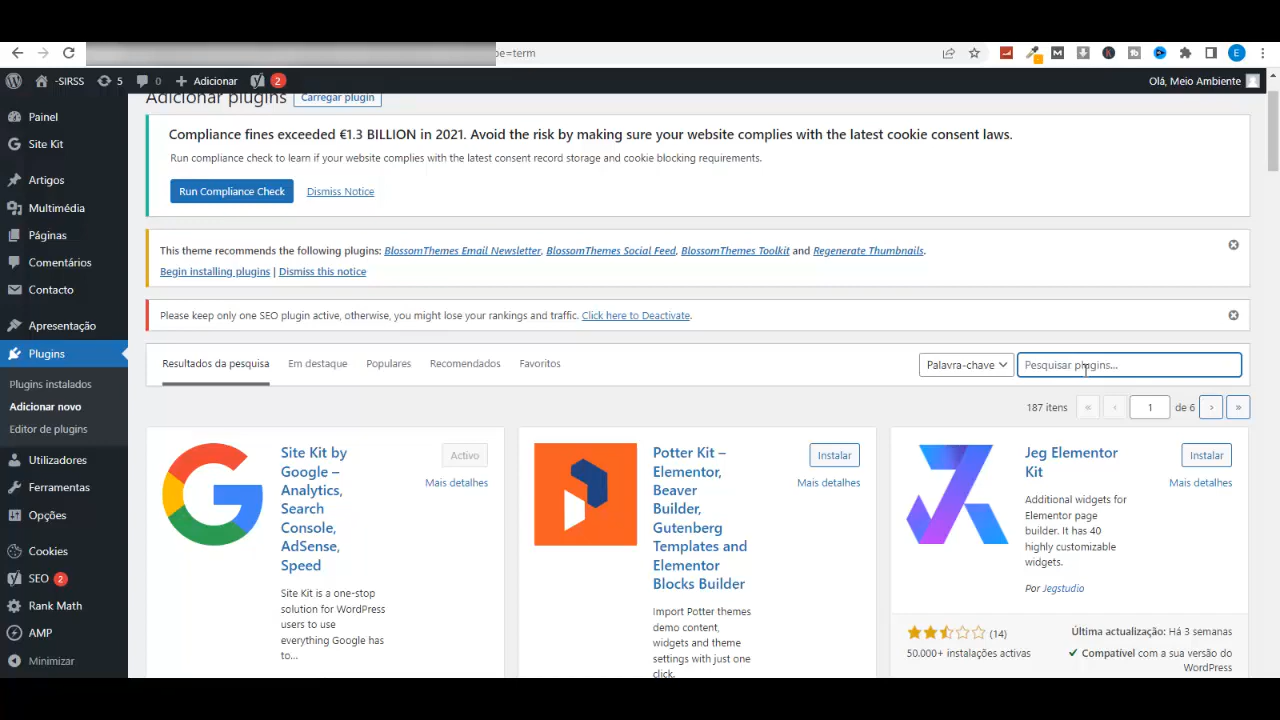 pe=term
E
-SIRSS
5
0
Adicionar
2
Olá, Meio Ambiente
Painel
Site Kit
Artigos
Multimédia
Páginas
Comentários
Contacto
Apresentação
Plugins
Plugins instalados
Adicionar novo
Editor de plugins
Utilizadores
Ferramentas
Opções
Cookies
SEO 2
Rank Math
AMP
Minimizar
Adicionar plugins
Carregar plugin
Compliance fines exceeded €1.3 BILLION in 2021. Avoid the risk by making sure your website complies with the latest cookie consent laws.
Run compliance check to learn if your website complies with the latest consent record storage and cookie blocking requirements.
Run Compliance Check
Dismiss Notice
This theme recommends the following plugins: BlossomThemes Email Newsletter, BlossomThemes Social Feed, BlossomThemes Toolkit and Regenerate Thumbnails.
Begin installing plugins | Dismiss this notice
Please keep only one SEO plugin active, otherwise, you might lose your rankings and traffic. Click here to Deactivate.
Resultados da pesquisa
Em destaque
Populares
Recomendados
Favoritos
Palavra-chave
Pesquisar plugins...
187 itens « ‹ 1 de 6 › »
Site Kit by
Google –
Analytics,
Search
Console,
AdSense,
Speed
Activo
Mais detalhes
Site Kit is a one-stop
solution for WordPress
users to use
everything Google has
to...
Potter Kit –
Elementor,
Beaver
Builder,
Gutenberg
Templates and
Elementor
Blocks Builder
Instalar
Mais detalhes
Import Potter themes
demo content,
widgets and theme
settings with just one
click.
Jeg Elementor
Kit
Instalar
Mais detalhes
Additional widgets for
Elementor page
builder. It has 40
highly customizable
widgets.
Por Jegstudio
(14)
50.000+ instalações activas
Última actualização: Há 3 semanas
Compatível com a sua versão do
WordPress